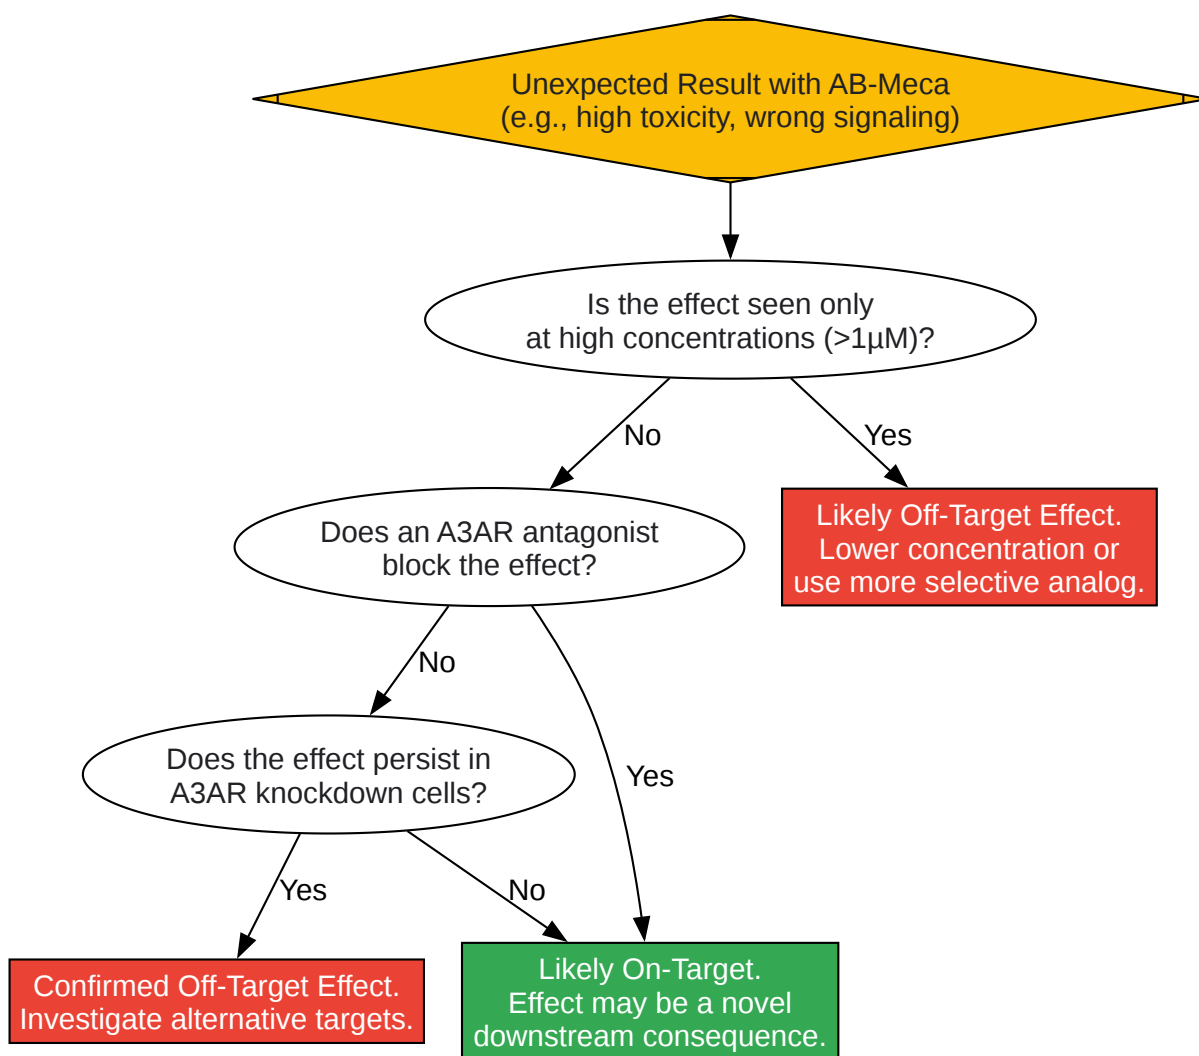 Unexpected Result with AB-Meca
(e.g., high toxicity, wrong signaling)
Is the effect seen only
at high concentrations (>1µM)?
No
Yes
Does an A3AR antagonist
block the effect?
Likely Off-Target Effect.
Lower concentration or
use more selective analog.
No
Yes
Does the effect persist in
A3AR knockdown cells?
Yes
No
Confirmed Off-Target Effect.
Investigate alternative targets.
Likely On-Target.
Effect may be a novel
downstream consequence.